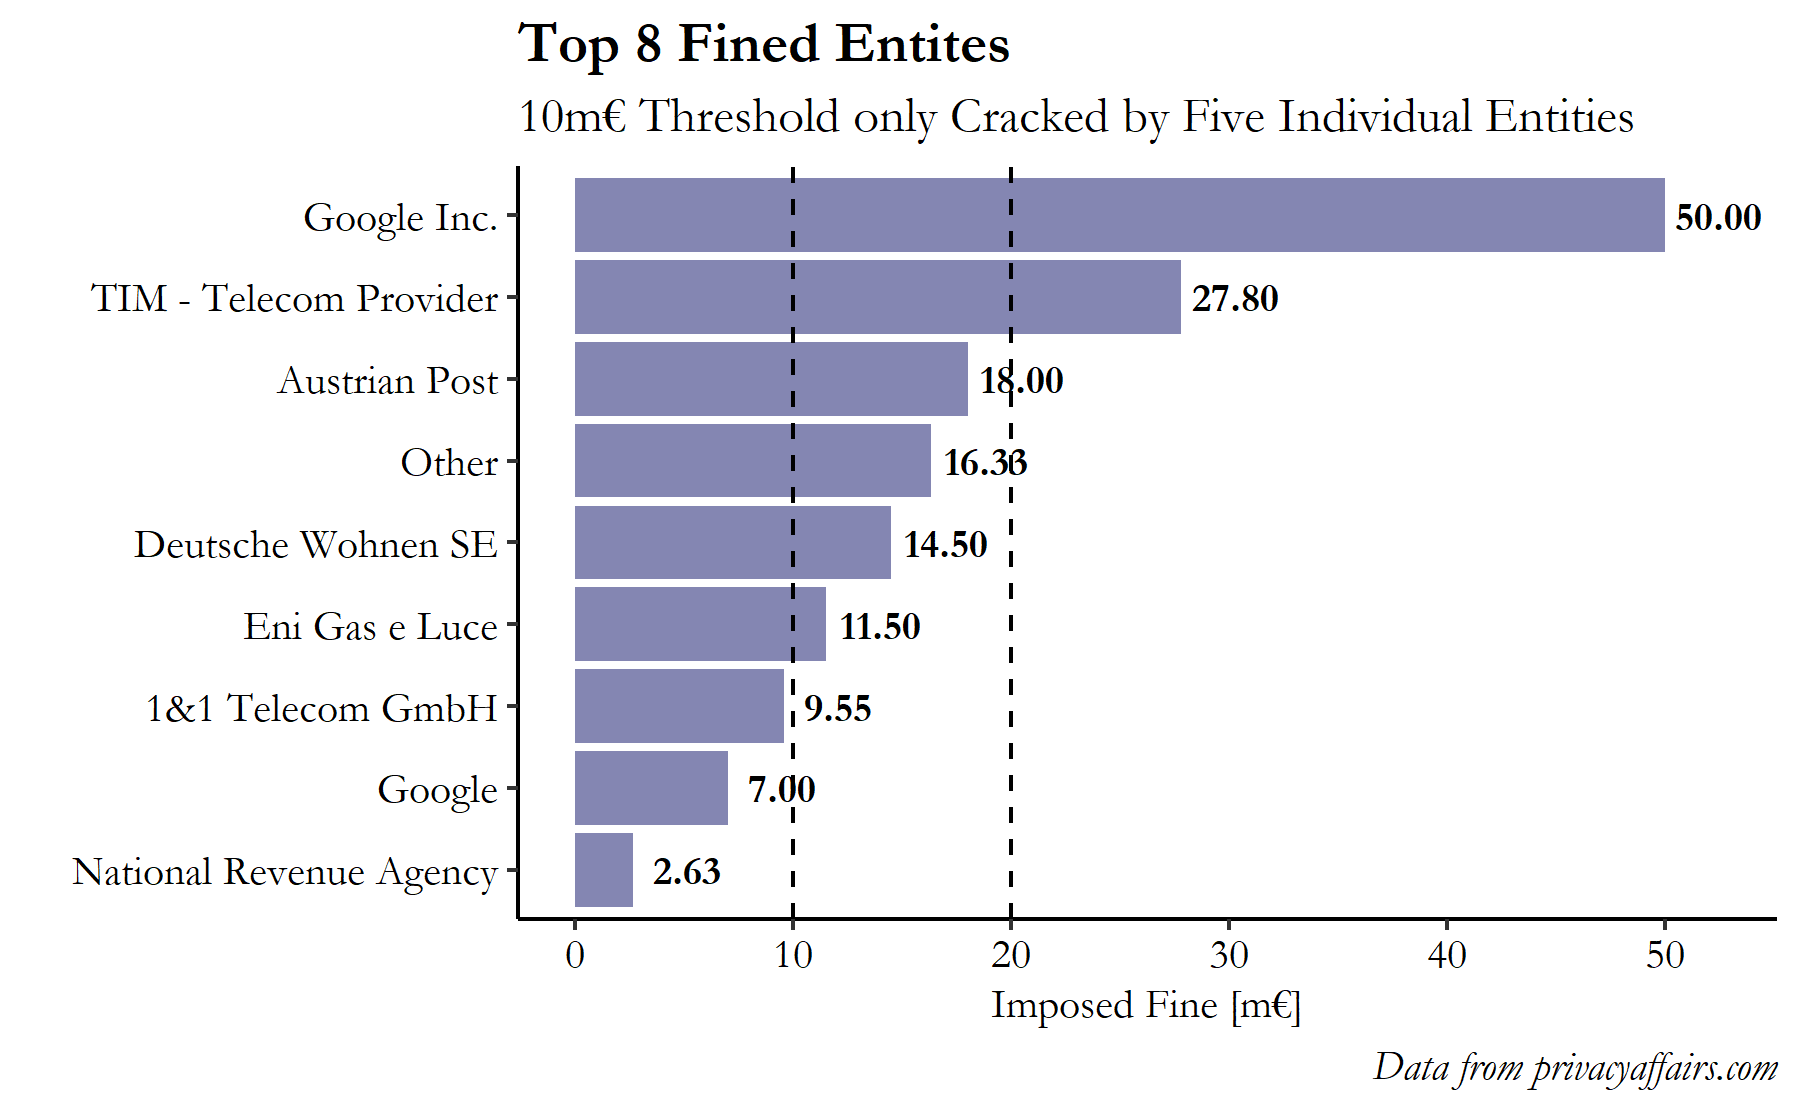 Top 8 Fined Entites
10m€ Threshold only Cracked by Five Individual Entities
Google Inc.
50.00
TIM - Telecom Provider
27.80
Austrian Post
18.00
Other
16.33
Deutsche Wohnen SE
14.50
Eni Gas e Luce
11.50
1&1 Telecom GmbH
9.55
Google
7.00
National Revenue Agency
2.63
0 10 20 30 40 50
Imposed Fine [m€]
Data from privacyaffairs.com